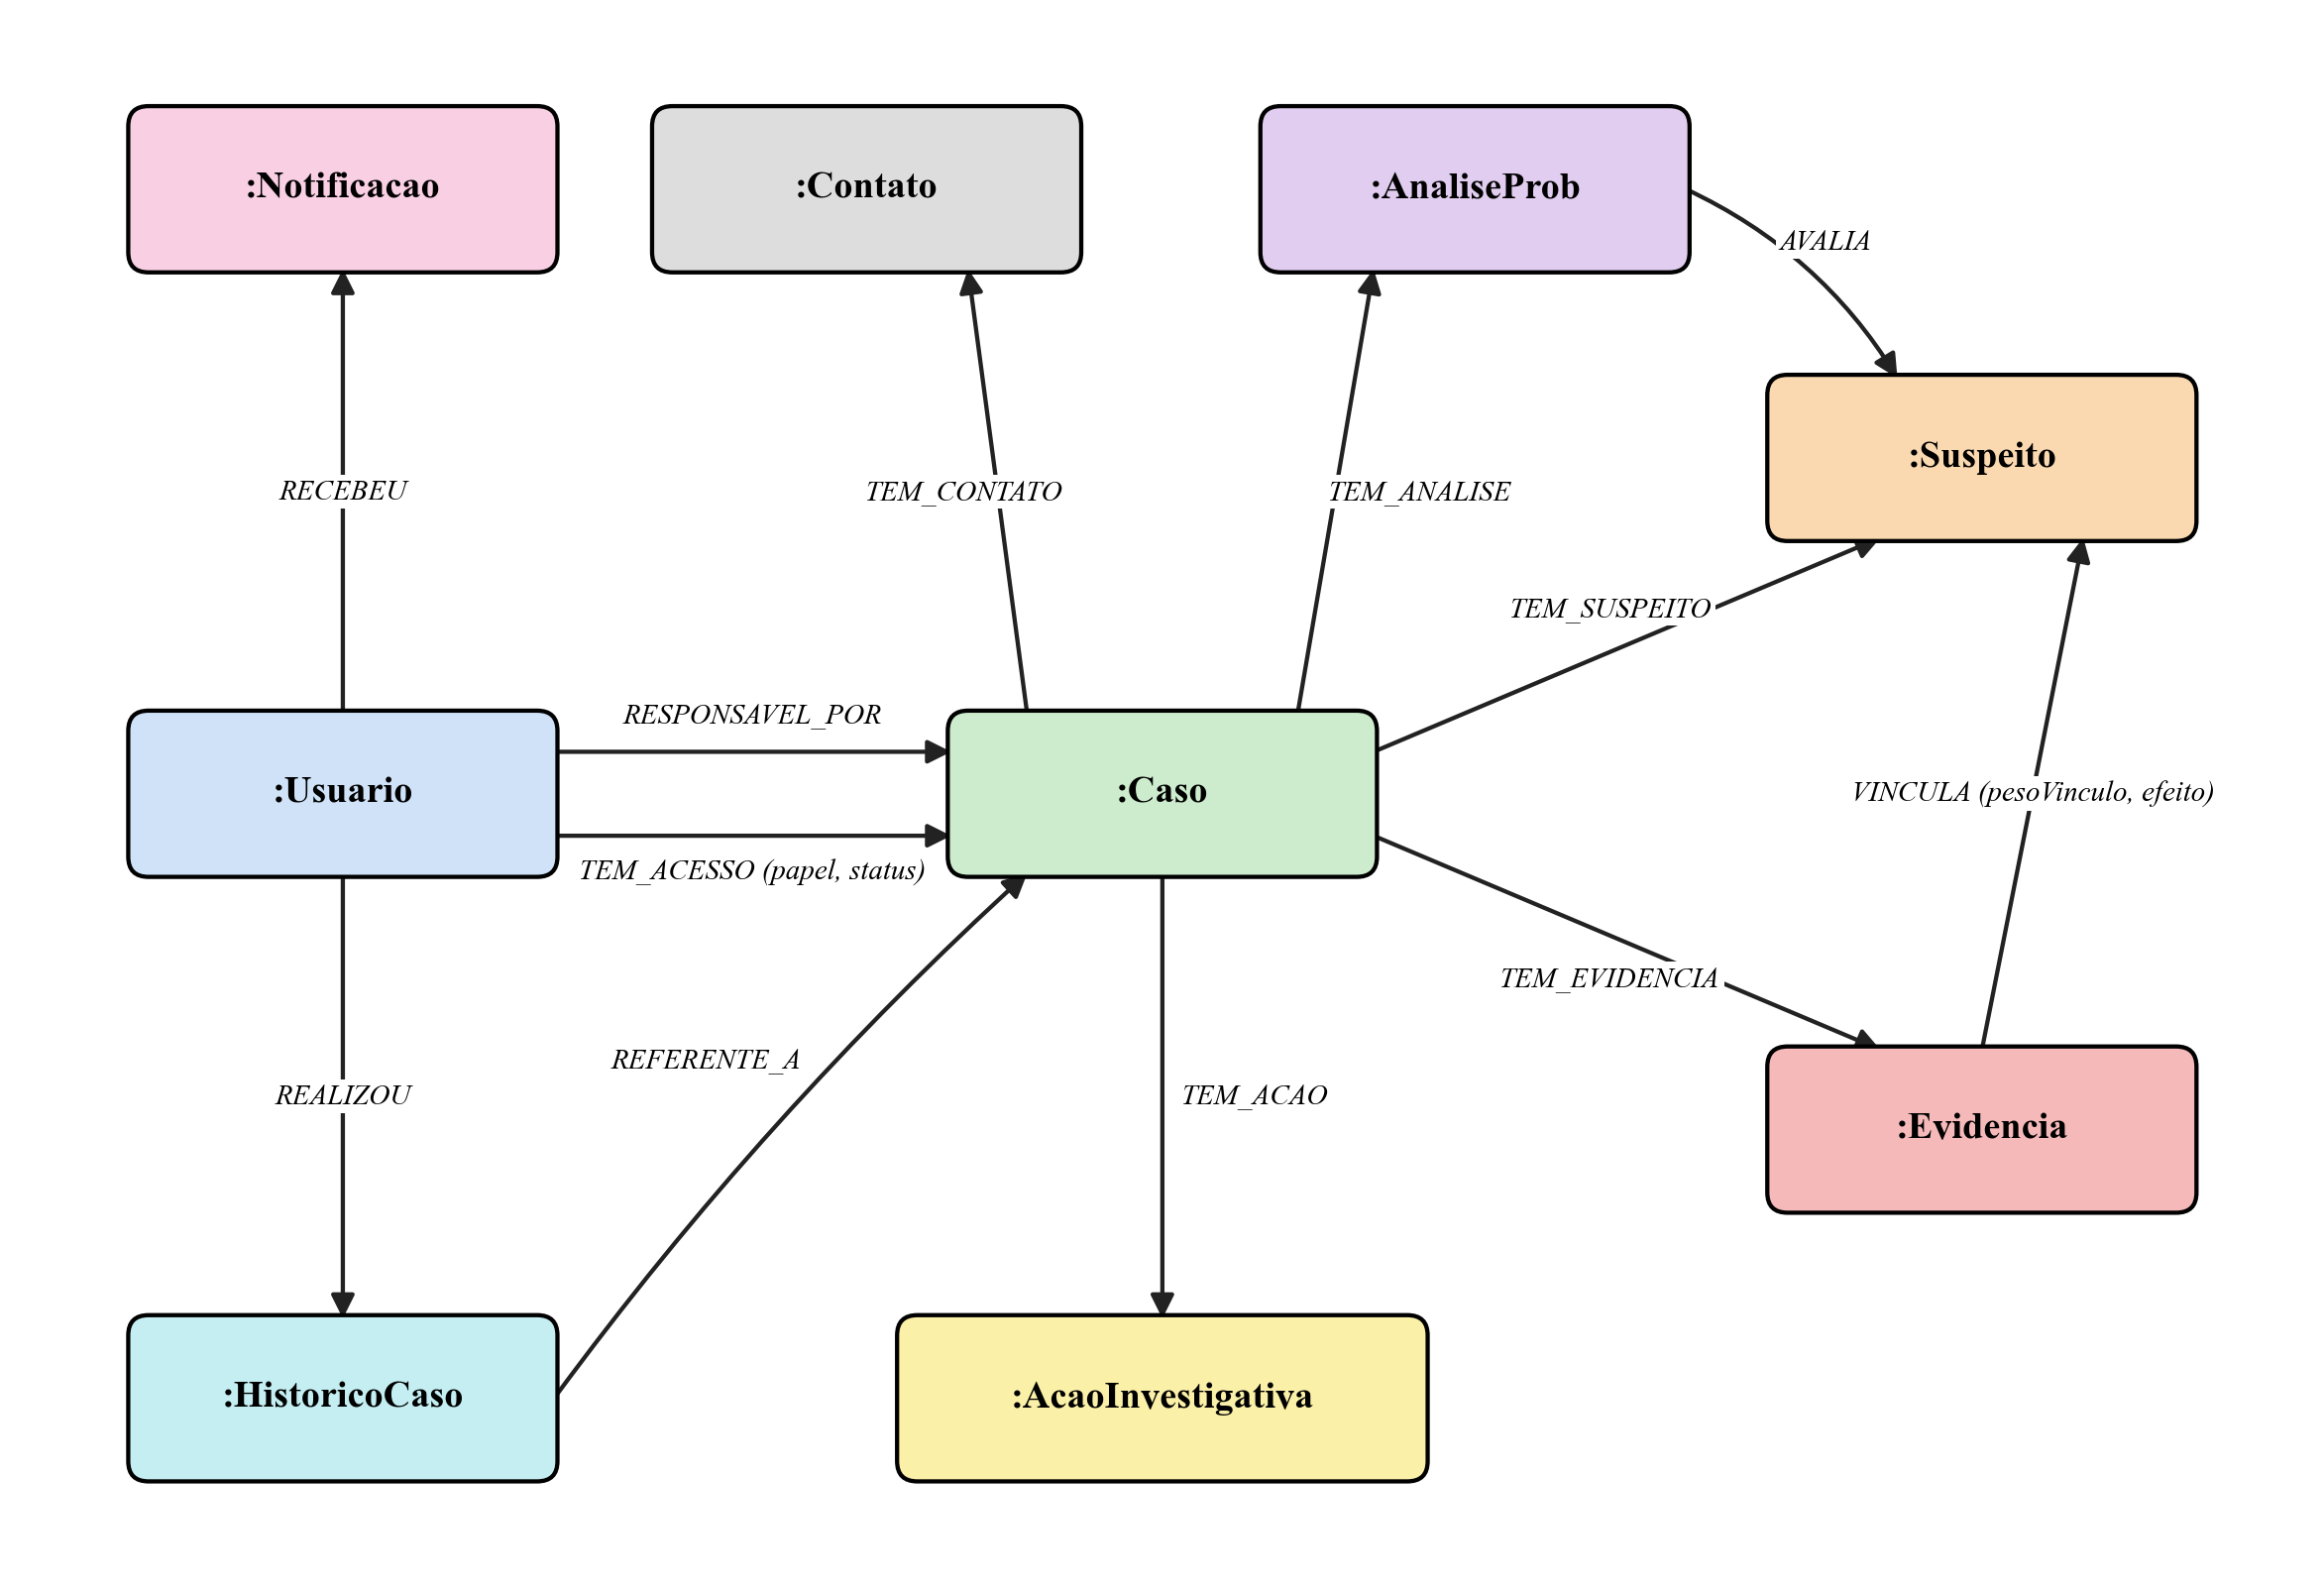 :Notificacao
:Contato
:AnaliseProb
AVALIA
:Suspeito
RECEBEU
TEM_CONTATO
TEM_ANALISE
TEM_SUSPEITO
RESPONSAVEL_POR
:Usuario
:Caso
VINCULA (pesoVinculo, efeito)
TEM_ACESSO (papel, status)
TEM_EVIDENCIA
REFERENTE_A
REALIZOU
TEM_ACAO
:Evidencia
:HistoricoCaso
:AcaoInvestigativa